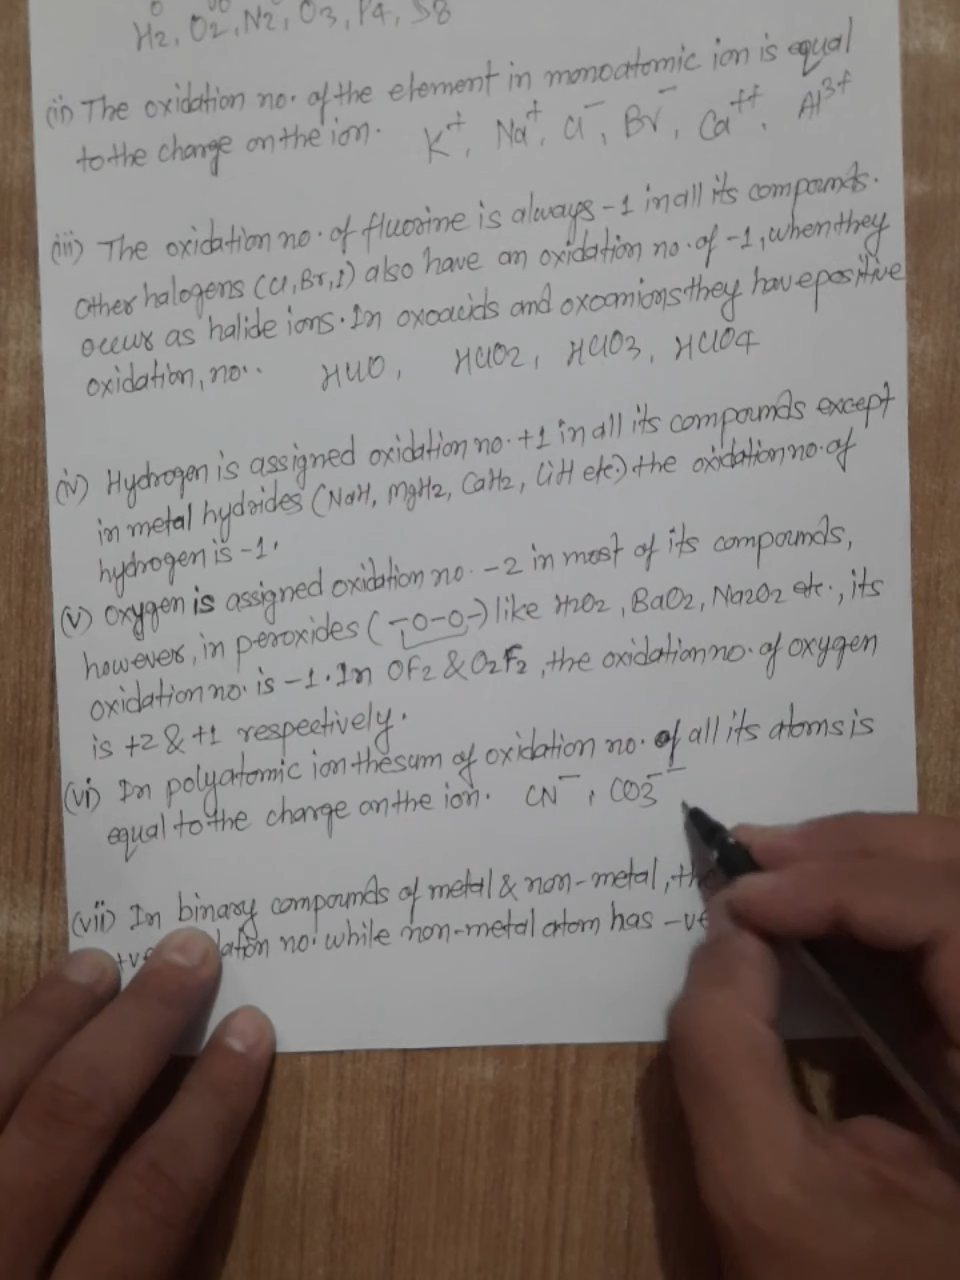 H2, O2, N2, O3, P4, S8
(ii) The oxidation no. of the element in monoatomic ion is equal
to the charge on the ion. K+, Na+, Cl-, Br-, Ca++, Al3+
(iii) The oxidation no. of fluorine is always -1 in all its compounds.
Other halogens (Cl, Br, I) also have an oxidation no. of -1, when they
occur as halide ions. In oxoacids and oxoanions they have positive
oxidation, no.. HClO, HClO2, HClO3, HClO4
(iv) Hydrogen is assigned oxidation no. +1 in all its compounds except
in metal hydrides (NaH, MgH2, CaH2, LiH etc.) the oxidation no. of
hydrogen is -1.
(v) Oxygen is assigned oxidation no. -2 in most of its compounds,
however, in peroxides (-O-O-) like H2O2, BaO2, Na2O2 etc., its
oxidation no. is -1. In OF2 & O2F2, the oxidation no. of oxygen
is +2 & +1 respectively.
(vi) In polyatomic ion the sum of oxidation no. of all its atoms is
equal to the charge on the ion. CN-, CO3--
(vii) In binary compounds of metal & non-metal,
no. while non-metal atom has -ve